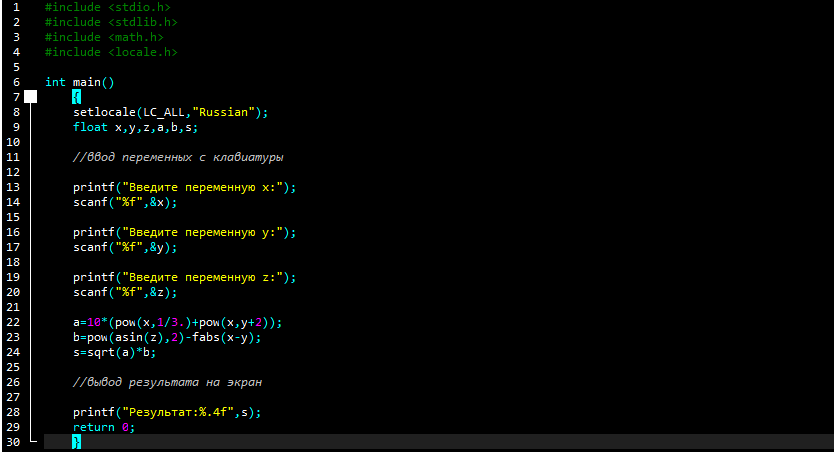 1 #include <stdio.h>
2 #include <stdlib.h>
3 #include <math.h>
4 #include <locale.h>
5
6 int main()
7 {
8 setlocale(LC_ALL,"Russian");
9 float x,y,z,a,b,s;
10
11 //ввод переменных с клавиатуры
12
13 printf("Введите переменную x:");
14 scanf("%f",&x);
15
16 printf("Введите переменную y:");
17 scanf("%f",&y);
18
19 printf("Введите переменную z:");
20 scanf("%f",&z);
21
22 a=10*(pow(x,1/3.)+pow(x,y+2));
23 b=pow(asin(z),2)-fabs(x-y);
24 s=sqrt(a)*b;
25
26 //вывод результата на экран
27
28 printf("Результат:%.4f",s);
29 return 0;
30 }